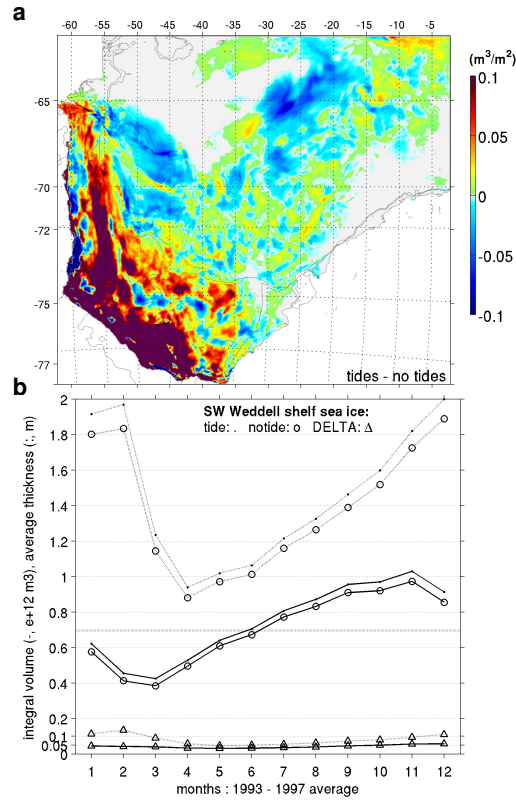 a
-60 -55 -50 -45 -40 -35 -30 -25 -20 -15 -10 -5
(m³/m²)
0.1
-65
0.05
-70
0
-72
-0.05
-75
-0.1
-77
tides - no tides
b
2
SW Weddell shelf sea ice:
tide: . notide: o DELTA: Δ
1.8
1.6
1.4
1.2
1
0.8
0.6
0.4
0.2
0.1
0.05
0
integral volume (-, e+12 m3), average thickness (:, m)
1 2 3 4 5 6 7 8 9 10 11 12
months : 1993 - 1997 average